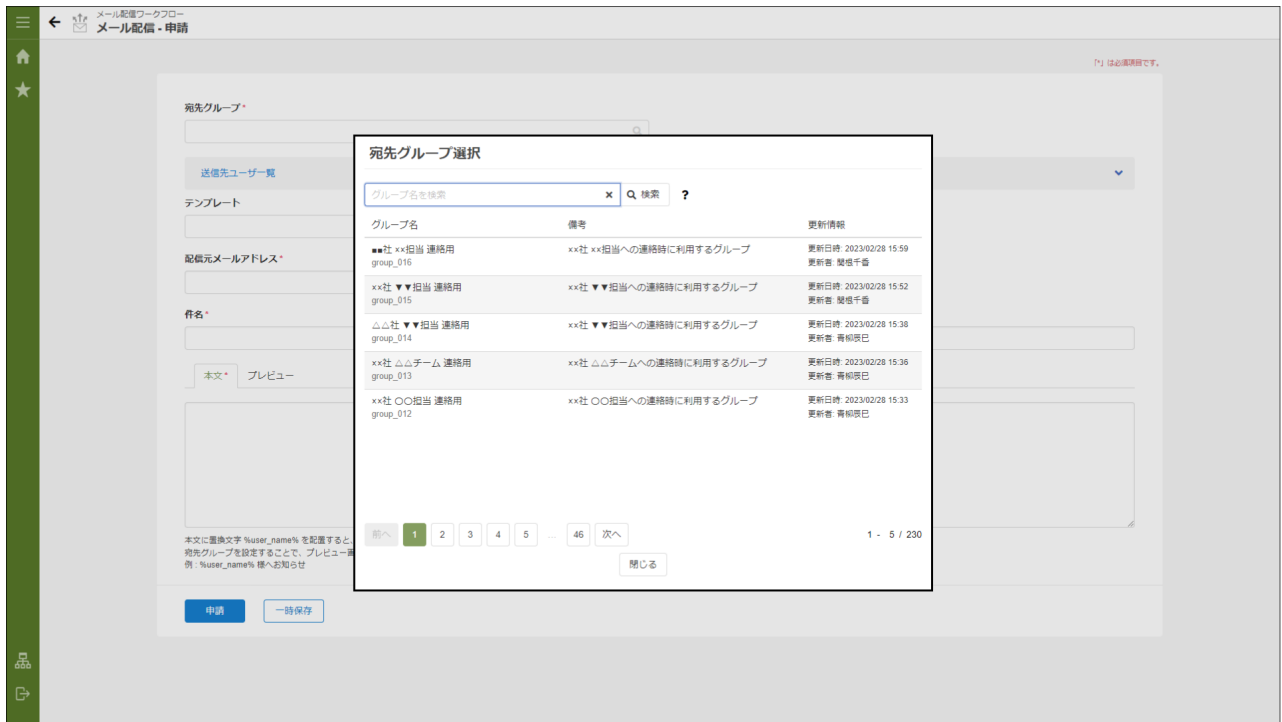 メール配信ワークフロー
メール配信 - 申請
「*」は必須項目です。
宛先グループ*
送信先ユーザ一覧
テンプレート
配信元メールアドレス*
件名*
本文* プレビュー
本文に置換文字 %user_name% を配置すると、
宛先グループを設定することで、プレビュー画
例 : %user_name% 様へお知らせ
申請 一時保存
宛先グループ選択
グループ名を検索 × 検索 ?
グループ名 備考 更新情報
■■社 ××担当 連絡用 ××社 ××担当への連絡時に利用するグループ 更新日時: 2023/02/28 15:59
group_016 更新者: 関根千香
××社 ▼▼担当 連絡用 ××社 ▼▼担当への連絡時に利用するグループ 更新日時: 2023/02/28 15:52
group_015 更新者: 関根千香
△△社 ▼▼担当 連絡用 ××社 ▼▼担当への連絡時に利用するグループ 更新日時: 2023/02/28 15:38
group_014 更新者: 青柳辰巳
××社 △△チーム 連絡用 ××社 △△チームへの連絡時に利用するグループ 更新日時: 2023/02/28 15:36
group_013 更新者: 青柳辰巳
××社 〇〇担当 連絡用 ××社 〇〇担当への連絡時に利用するグループ 更新日時: 2023/02/28 15:33
group_012 更新者: 青柳辰巳
前へ 1 2 3 4 5 ... 46 次へ 1 - 5 / 230
閉じる